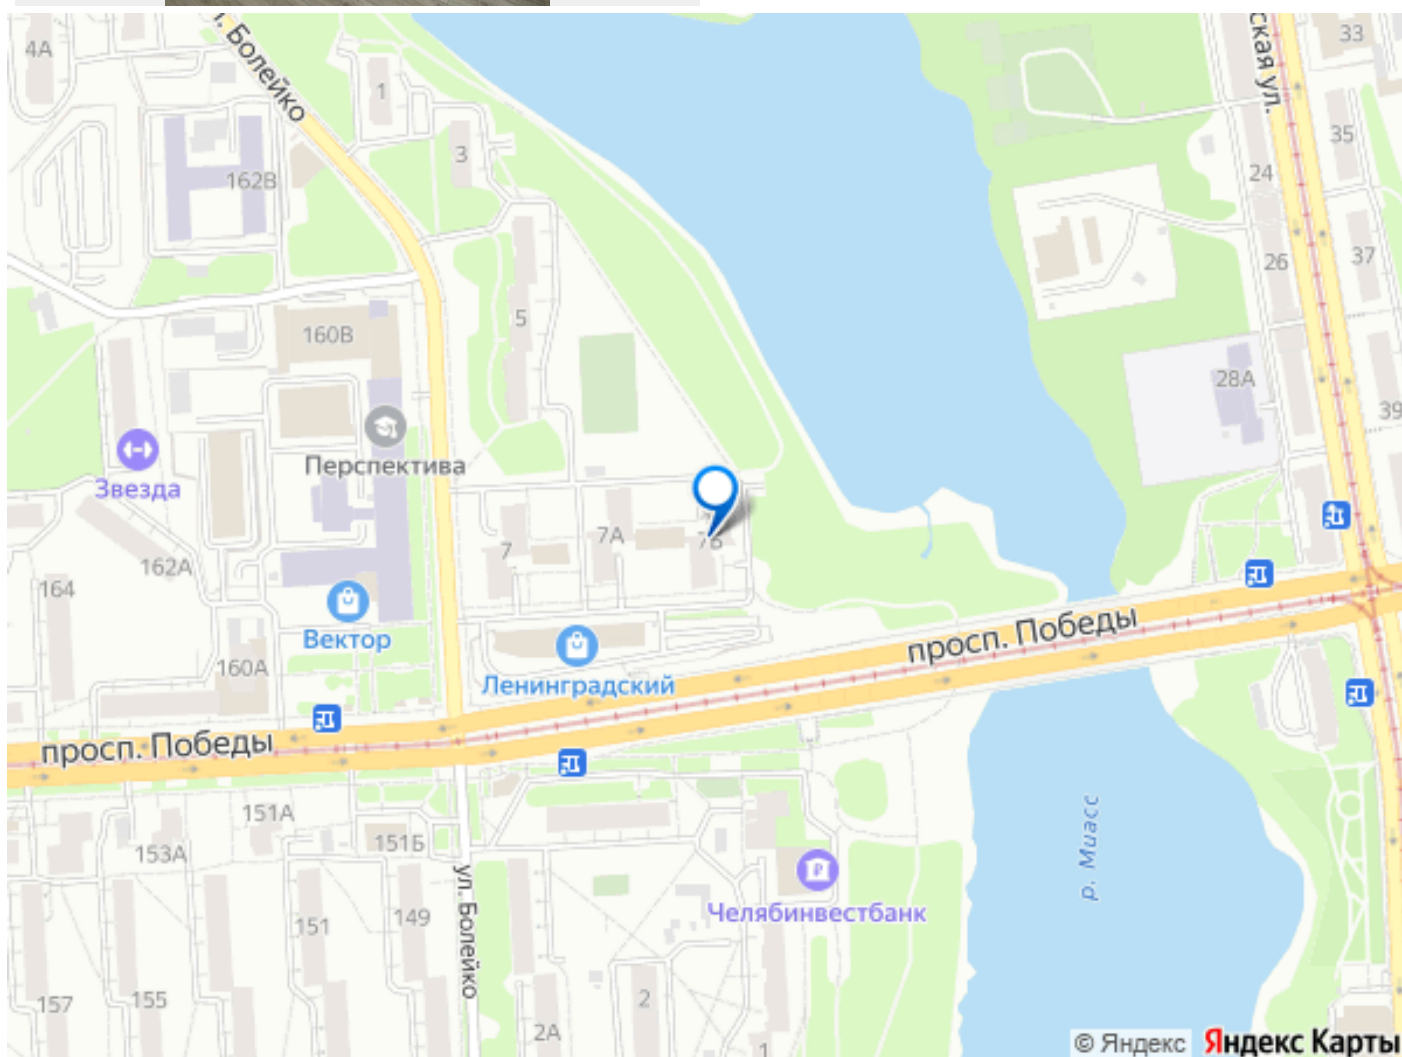 4А
л. Болейко
1
3
162В
5
160В
Перспектива
Звезда
162А
164
7
7А
7Б
Вектор
Ленинградский
160А
просп. Победы
просп. Победы
ская ул.
33
35
24
26
37
28А
39
151А
153А
151Б
ул. Болейко
151
149
157
155
Челябинвестбанк
р. Миасс
2
2А
1
© Яндекс Яндекс Карты